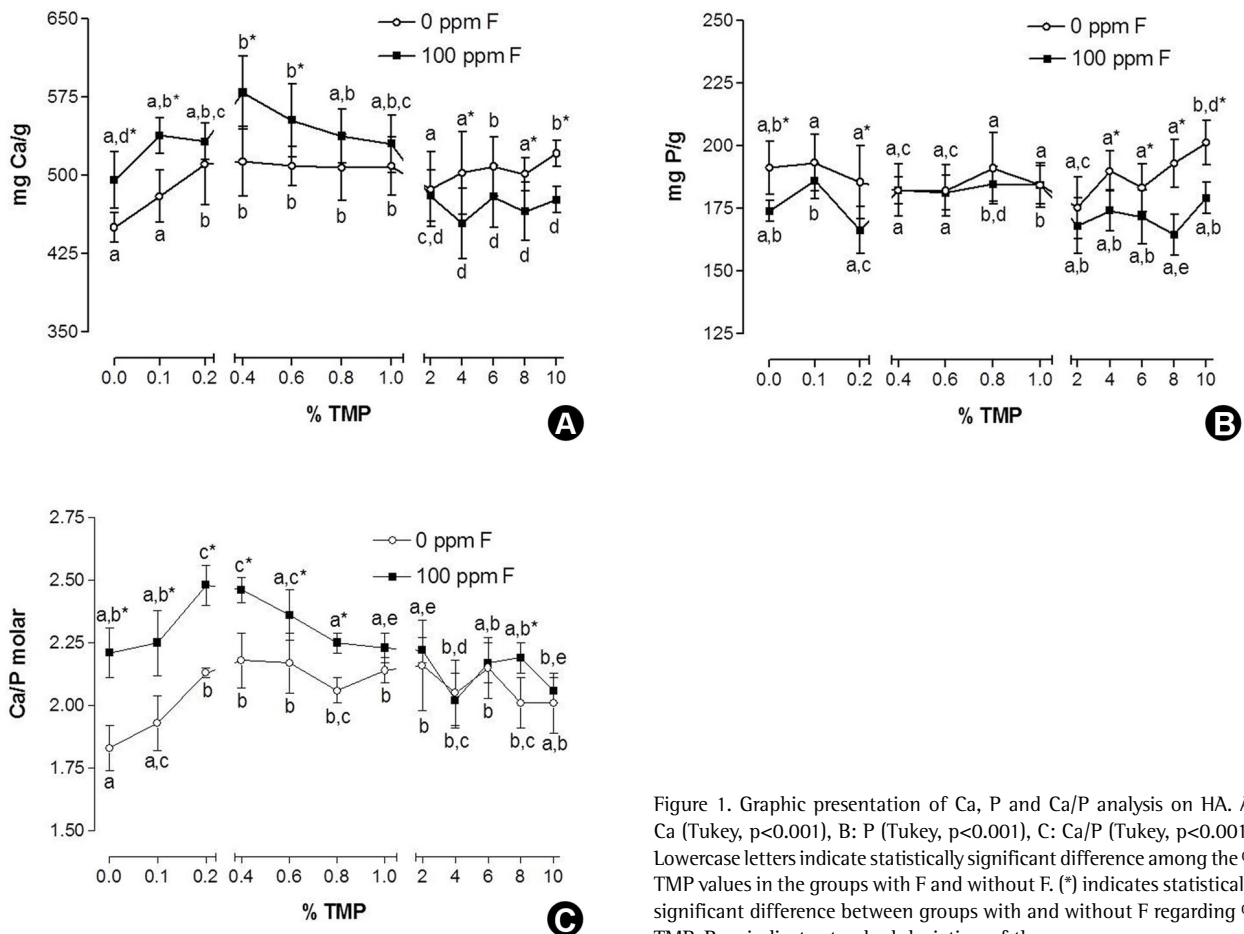 650
575
500
425
350
mg Ca/g
0 ppm F
100 ppm F
a,d* a,b* a,b,c b* b* a,b a,b,c a a* b a* b*
a a b b b b b c,d d d d d
0.0 0.1 0.2 0.4 0.6 0.8 1.0 2 4 6 8 10
% TMP
A
250
225
200
175
150
125
mg P/g
0 ppm F
100 ppm F
a,b* a a* a,c a,c a a a,c a* a* a* b,d*
a,b b a,c a a b,d b a,b a,b a,b a,e a,b
0.0 0.1 0.2 0.4 0.6 0.8 1.0 2 4 6 8 10
% TMP
B
2.75
2.50
2.25
2.00
1.75
1.50
Ca/P molar
0 ppm F
100 ppm F
a,b* a,b* c* c* a,c* a* a,e a,e b,d a,b a,b* b,e
a a,c b b b b,c b b b,c b b,c a,b
0.0 0.1 0.2 0.4 0.6 0.8 1.0 2 4 6 8 10
% TMP
C
Figure 1. Graphic presentation of Ca, P and Ca/P analysis on HA.
Ca (Tukey, p<0.001), B: P (Tukey, p<0.001), C: Ca/P (Tukey, p<0.001
Lowercase letters indicate statistically significant difference among the
TMP values in the groups with F and without F. (*) indicates statistical
significant difference between groups with and without F regarding